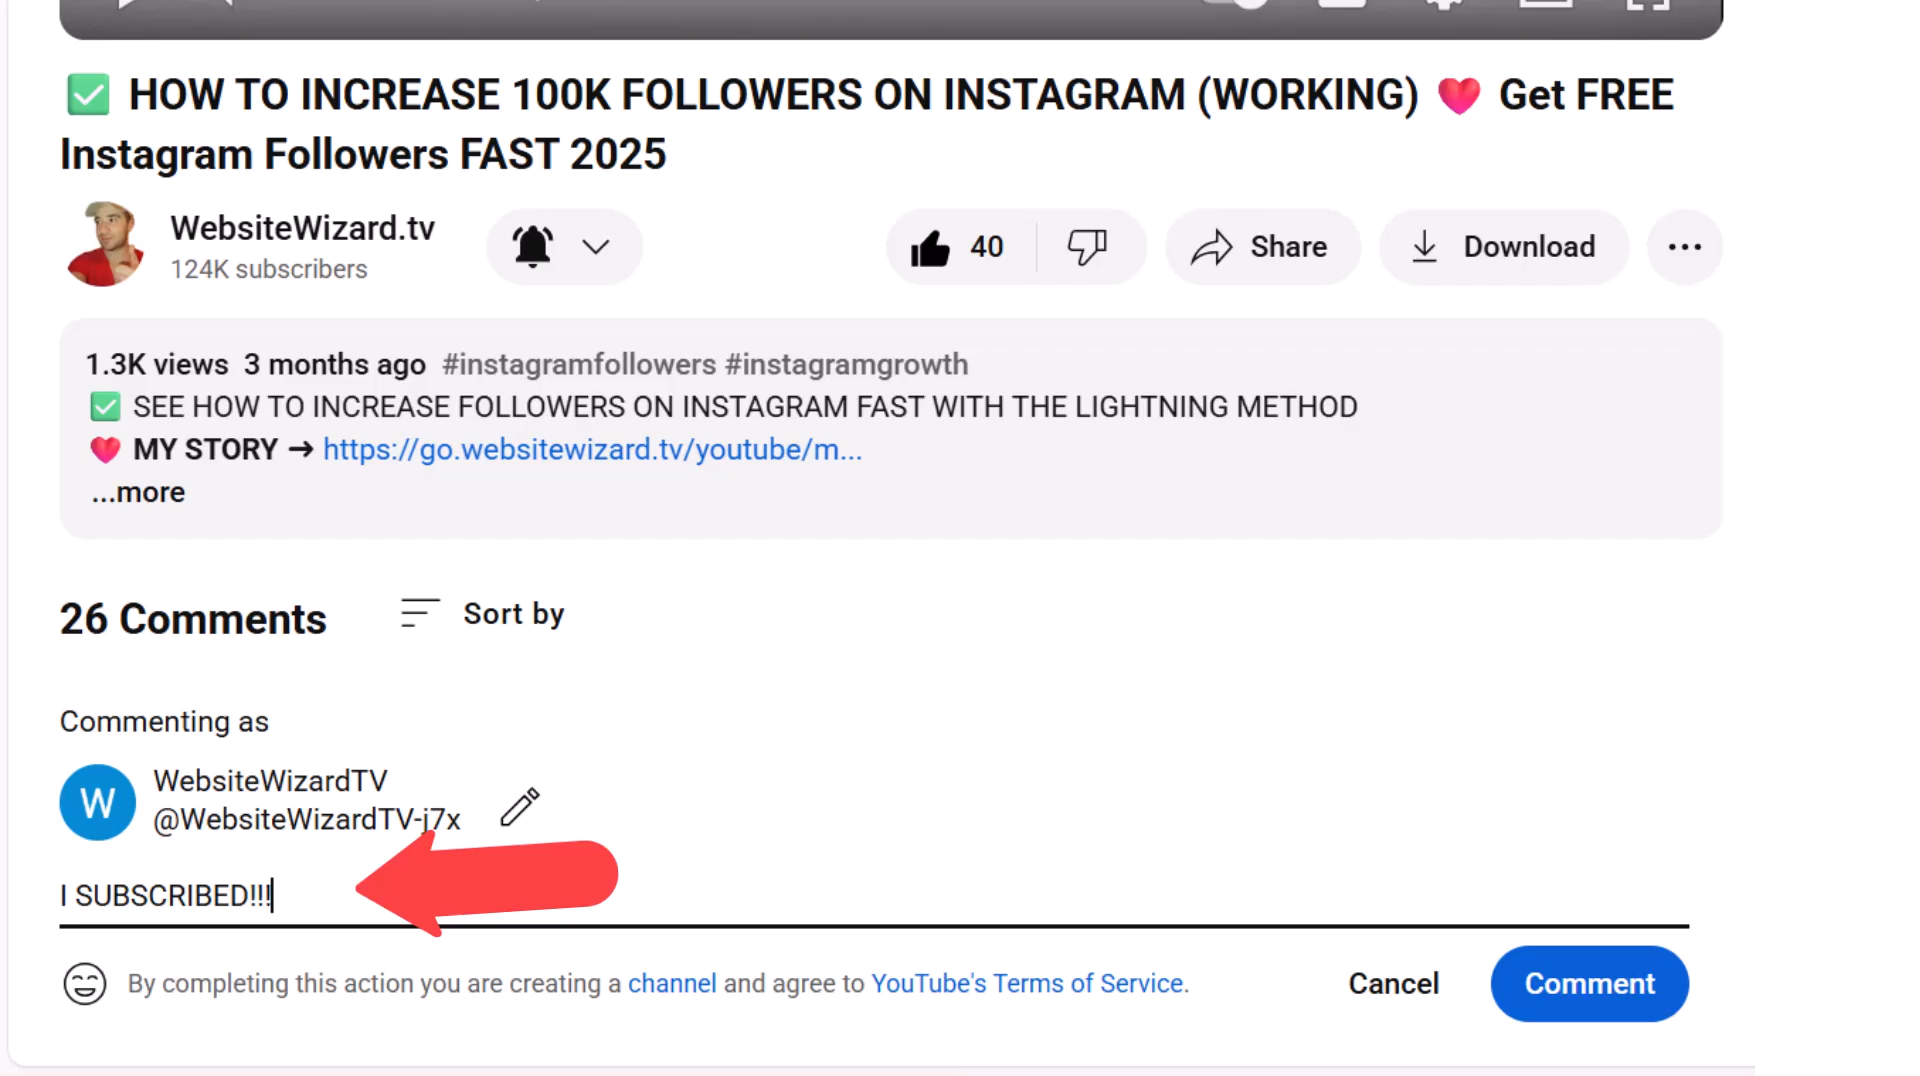 ✅ HOW TO INCREASE 100K FOLLOWERS ON INSTAGRAM (WORKING) 💗 Get FREE
Instagram Followers FAST 2025
WebsiteWizard.tv
124K subscribers
40
Share
Download
1.3K views 3 months ago #instagramfollowers #instagramgrowth
✅ SEE HOW TO INCREASE FOLLOWERS ON INSTAGRAM FAST WITH THE LIGHTNING METHOD
💗 MY STORY → https://go.websitewizard.tv/youtube/m...
...more
26 Comments
Sort by
Commenting as
W
WebsiteWizardTV
@WebsiteWizardTV-j7x
I SUBSCRIBED!!!
By completing this action you are creating a channel and agree to YouTube's Terms of Service.
Cancel
Comment